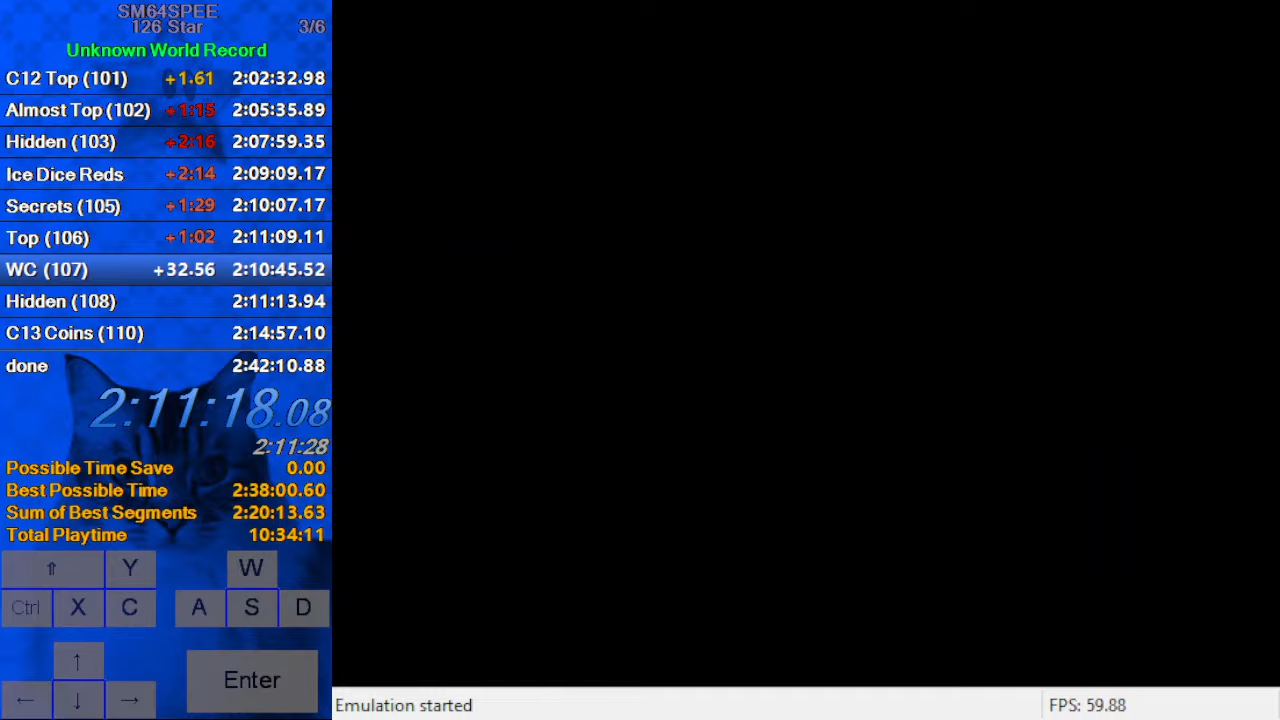 SM64SPEE
126 Star 3/6
Unknown World Record
C12 Top (101) +1.61 2:02:32.98
Almost Top (102) +1:15 2:05:35.89
Hidden (103) +2:16 2:07:59.35
Ice Dice Reds +2:14 2:09:09.17
Secrets (105) +1:29 2:10:07.17
Top (106) +1:02 2:11:09.11
WC (107) +32.56 2:10:45.52
Hidden (108) 2:11:13.94
C13 Coins (110) 2:14:57.10
done 2:42:10.88
2:11:18.08
2:11:28
Possible Time Save 0.00
Best Possible Time 2:38:00.60
Sum of Best Segments 2:20:13.63
Total Playtime 10:34:11
⇑ Y W
Ctrl X C A S D
↑
← ↓ → Enter
Emulation started FPS: 59.88